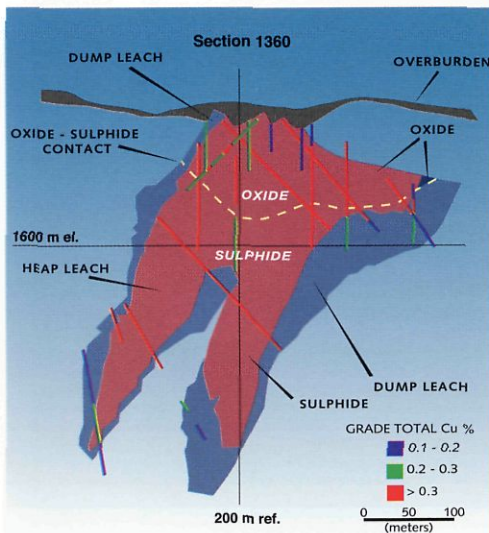 Section 1360
DUMP LEACH
OVERBURDEN
OXIDE - SULPHIDE
CONTACT
OXIDE
OXIDE
1600 m el.
SULPHIDE
HEAP LEACH
DUMP LEACH
SULPHIDE
GRADE TOTAL Cu %
0.1 - 0.2
0.2 - 0.3
> 0.3
200 m ref.
0 50 100
(meters)